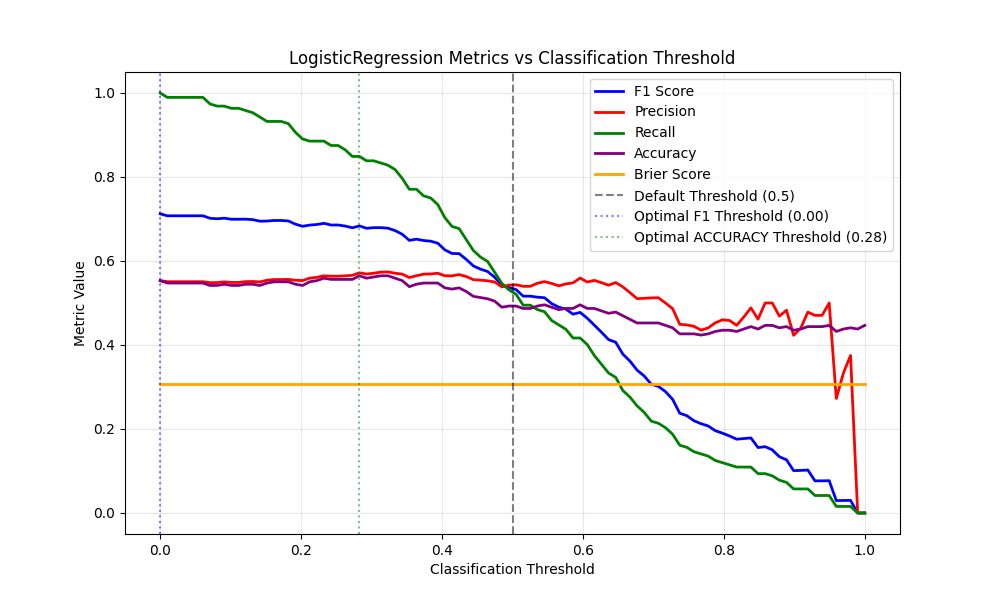 LogisticRegression Metrics vs Classification Threshold
F1 Score
Precision
Recall
Accuracy
Brier Score
Default Threshold (0.5)
Optimal F1 Threshold (0.00)
Optimal ACCURACY Threshold (0.28)
Metric Value
1.0
0.8
0.6
0.4
0.2
0.0
0.0
0.2
0.4
0.6
0.8
1.0
Classification Threshold